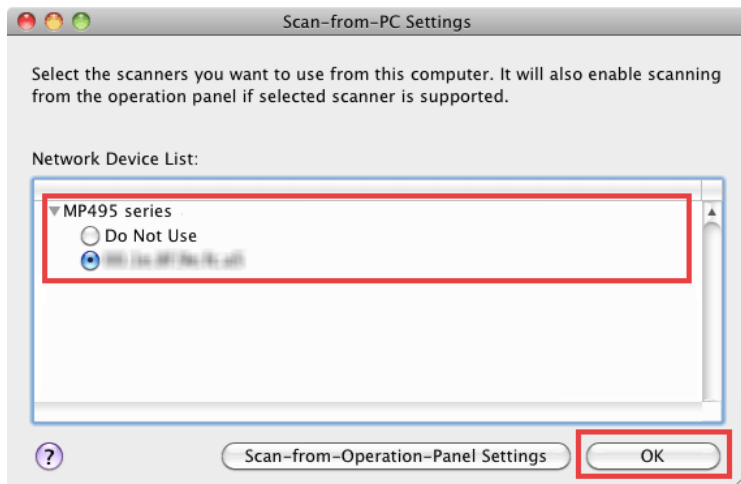 Scan-from-PC Settings
Select the scanners you want to use from this computer. It will also enable scanning
from the operation panel if selected scanner is supported.
Network Device List:
MP495 series
Do Not Use
?
Scan-from-Operation-Panel Settings
OK